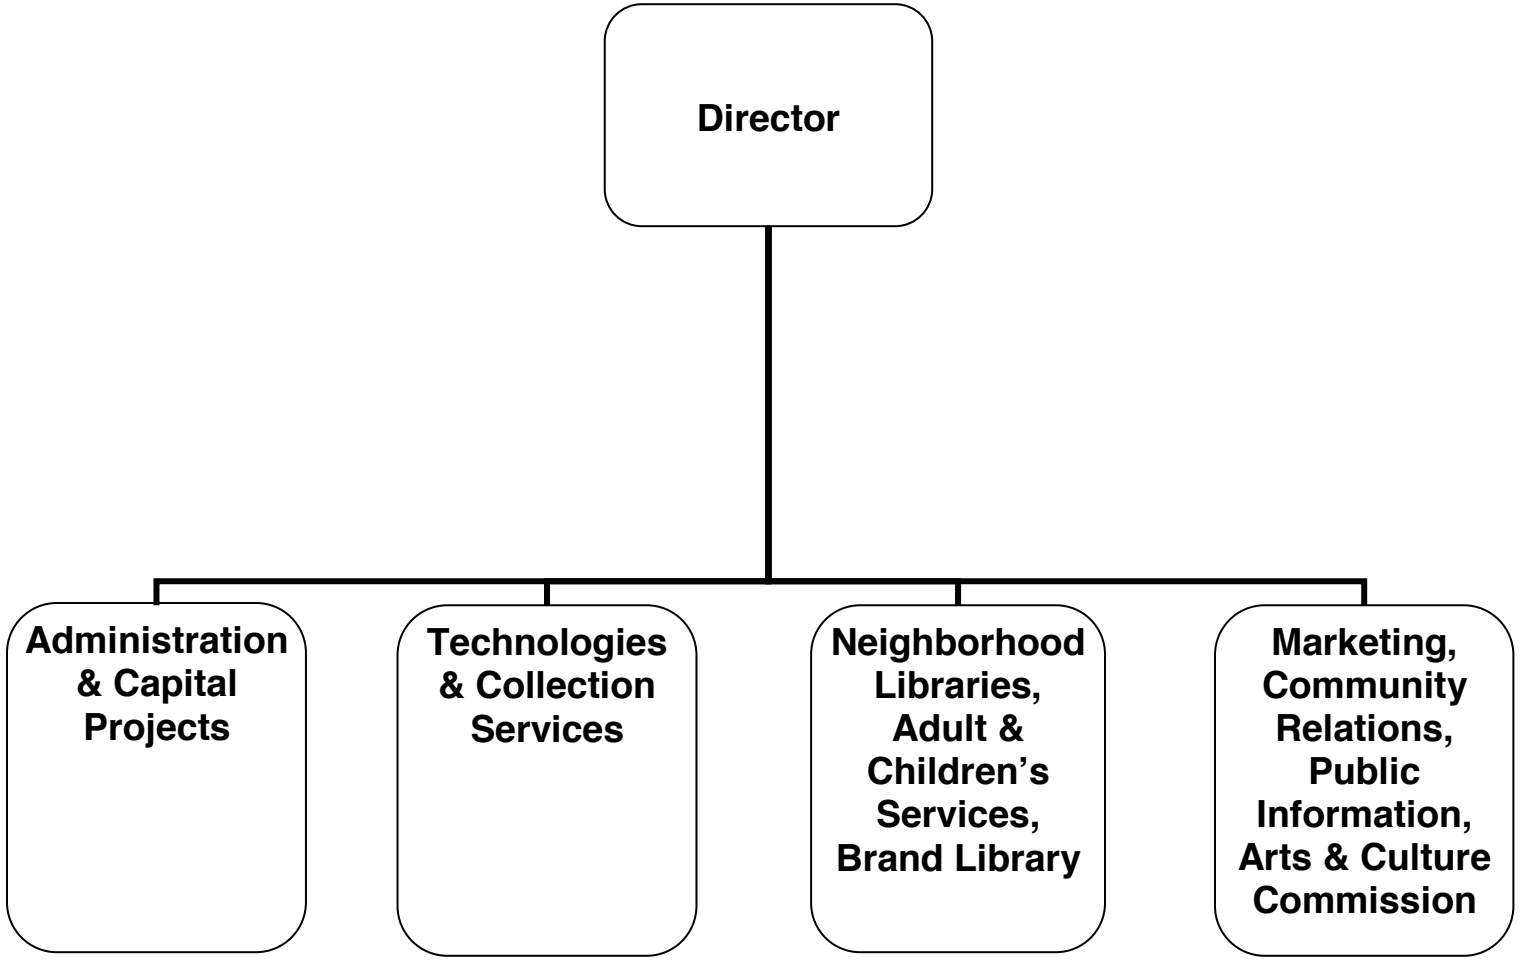 Director
Administration
& Capital
Projects
Technologies
& Collection
Services
Neighborhood
Libraries,
Adult &
Children’s
Services,
Brand Library
Marketing,
Community
Relations,
Public
Information,
Arts & Culture
Commission